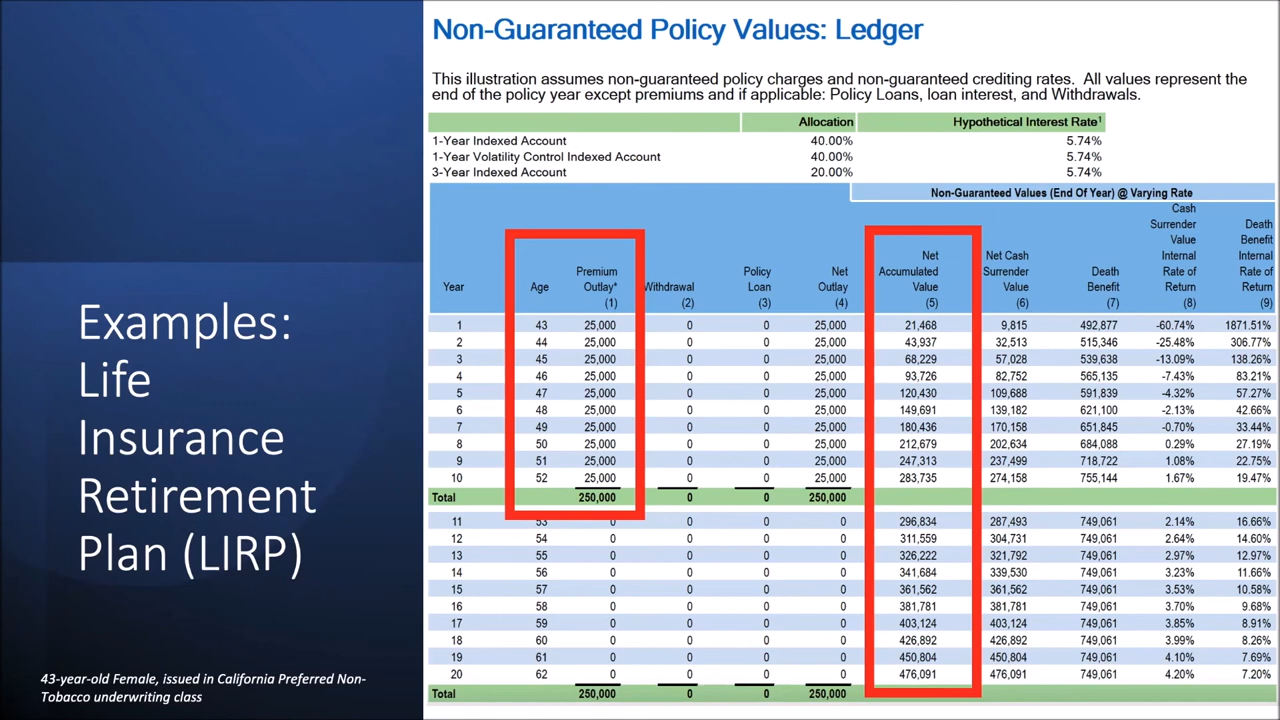 Non-Guaranteed Policy Values: Ledger
This illustration assumes non-guaranteed policy charges and non-guaranteed crediting rates. All values represent the
end of the policy year except premiums and if applicable: Policy Loans, loan interest, and Withdrawals.
Allocation Hypothetical Interest Rate¹
1-Year Indexed Account 40.00% 5.74%
1-Year Volatility Control Indexed Account 40.00% 5.74%
3-Year Indexed Account 20.00% 5.74%
Non-Guaranteed Values (End Of Year) @ Varying Rate
Cash
Surrender Death
Value Benefit
Net Net Cash Internal Internal
Premium Policy Net Accumulated Surrender Death Rate of Rate of
Year Age Outlay* Withdrawal Loan Outlay Value Value Benefit Return Return
(1) (2) (3) (4) (5) (6) (7) (8) (9)
1 43 25,000 0 0 25,000 21,468 9,815 492,877 -60.74% 1871.51%
2 44 25,000 0 0 25,000 43,937 32,513 515,346 -25.48% 306.77%
3 45 25,000 0 0 25,000 68,229 57,028 539,638 -13.09% 138.26%
4 46 25,000 0 0 25,000 93,726 82,752 565,135 -7.43% 83.21%
5 47 25,000 0 0 25,000 120,430 109,688 591,839 -4.32% 57.27%
6 48 25,000 0 0 25,000 149,691 139,182 621,100 -2.13% 42.66%
7 49 25,000 0 0 25,000 180,436 170,158 651,845 -0.70% 33.44%
8 50 25,000 0 0 25,000 212,679 202,634 684,088 0.29% 27.19%
9 51 25,000 0 0 25,000 247,313 237,499 718,722 1.08% 22.75%
10 52 25,000 0 0 25,000 283,735 274,158 755,144 1.67% 19.47%
Total 250,000 0 0 250,000
11 53 0 0 0 0 296,834 287,493 749,061 2.14% 16.66%
12 54 0 0 0 0 311,559 304,731 749,061 2.64% 14.60%
13 55 0 0 0 0 326,222 321,792 749,061 2.97% 12.97%
14 56 0 0 0 0 341,684 339,530 749,061 3.23% 11.66%
15 57 0 0 0 0 361,562 361,562 749,061 3.53% 10.58%
16 58 0 0 0 0 381,781 381,781 749,061 3.70% 9.68%
17 59 0 0 0 0 403,124 403,124 749,061 3.85% 8.91%
18 60 0 0 0 0 426,892 426,892 749,061 3.99% 8.26%
19 61 0 0 0 0 450,804 450,804 749,061 4.10% 7.69%
20 62 0 0 0 0 476,091 476,091 749,061 4.20% 7.20%
Total 250,000 0 0 250,000
Examples:
Life
Insurance
Retirement
Plan (LIRP)
43-year-old Female, issued in California Preferred Non-
Tobacco underwriting class